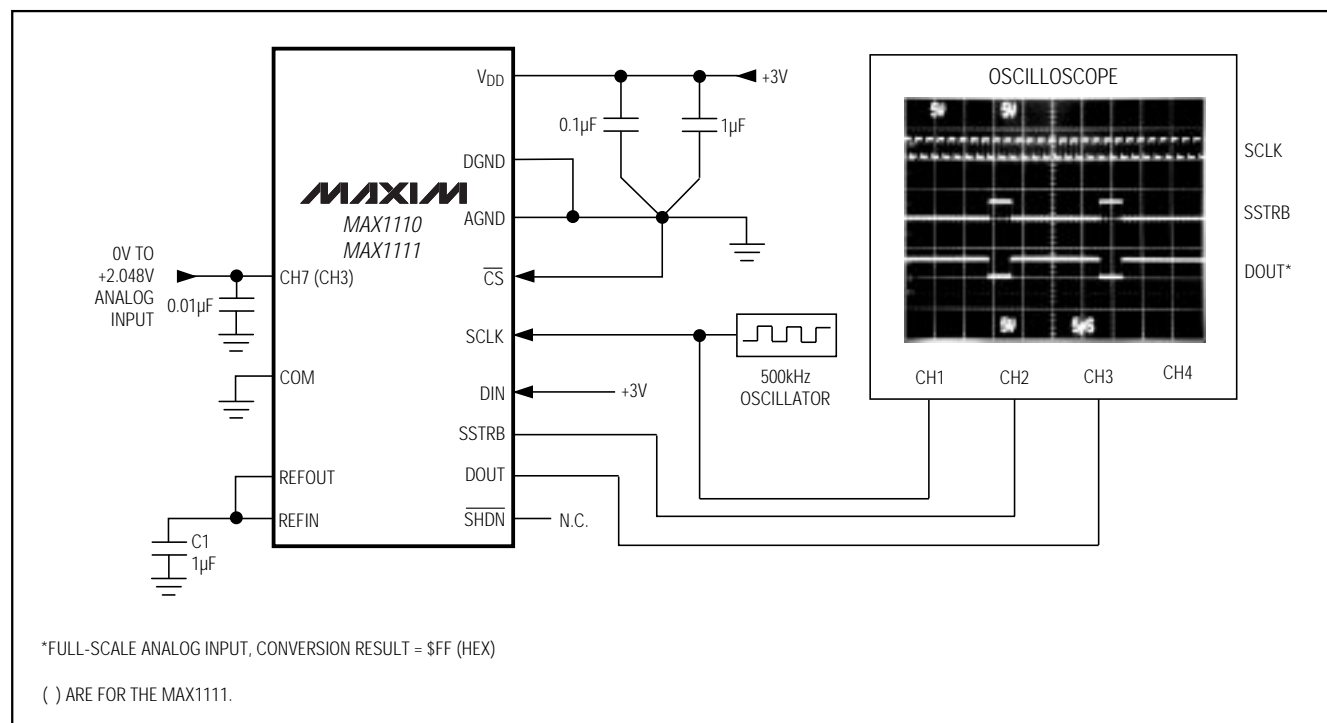 OSCILLOSCOPE
5V 5V
V_DD
+3V
0.1µF
1µF
DGND
MAXIM
MAX1110
MAX1111
AGND
SCLK
SSTRB
DOUT*
0V TO
+2.048V
ANALOG
INPUT
0.01µF
CH7 (CH3)
CS
SCLK
5V 5µS
COM
500kHz
OSCILLATOR
DIN
+3V
CH1 CH2 CH3 CH4
SSTRB
REFOUT
DOUT
REFIN
SHDN
N.C.
C1
1µF
*FULL-SCALE ANALOG INPUT, CONVERSION RESULT = $FF (HEX)
( ) ARE FOR THE MAX1111.